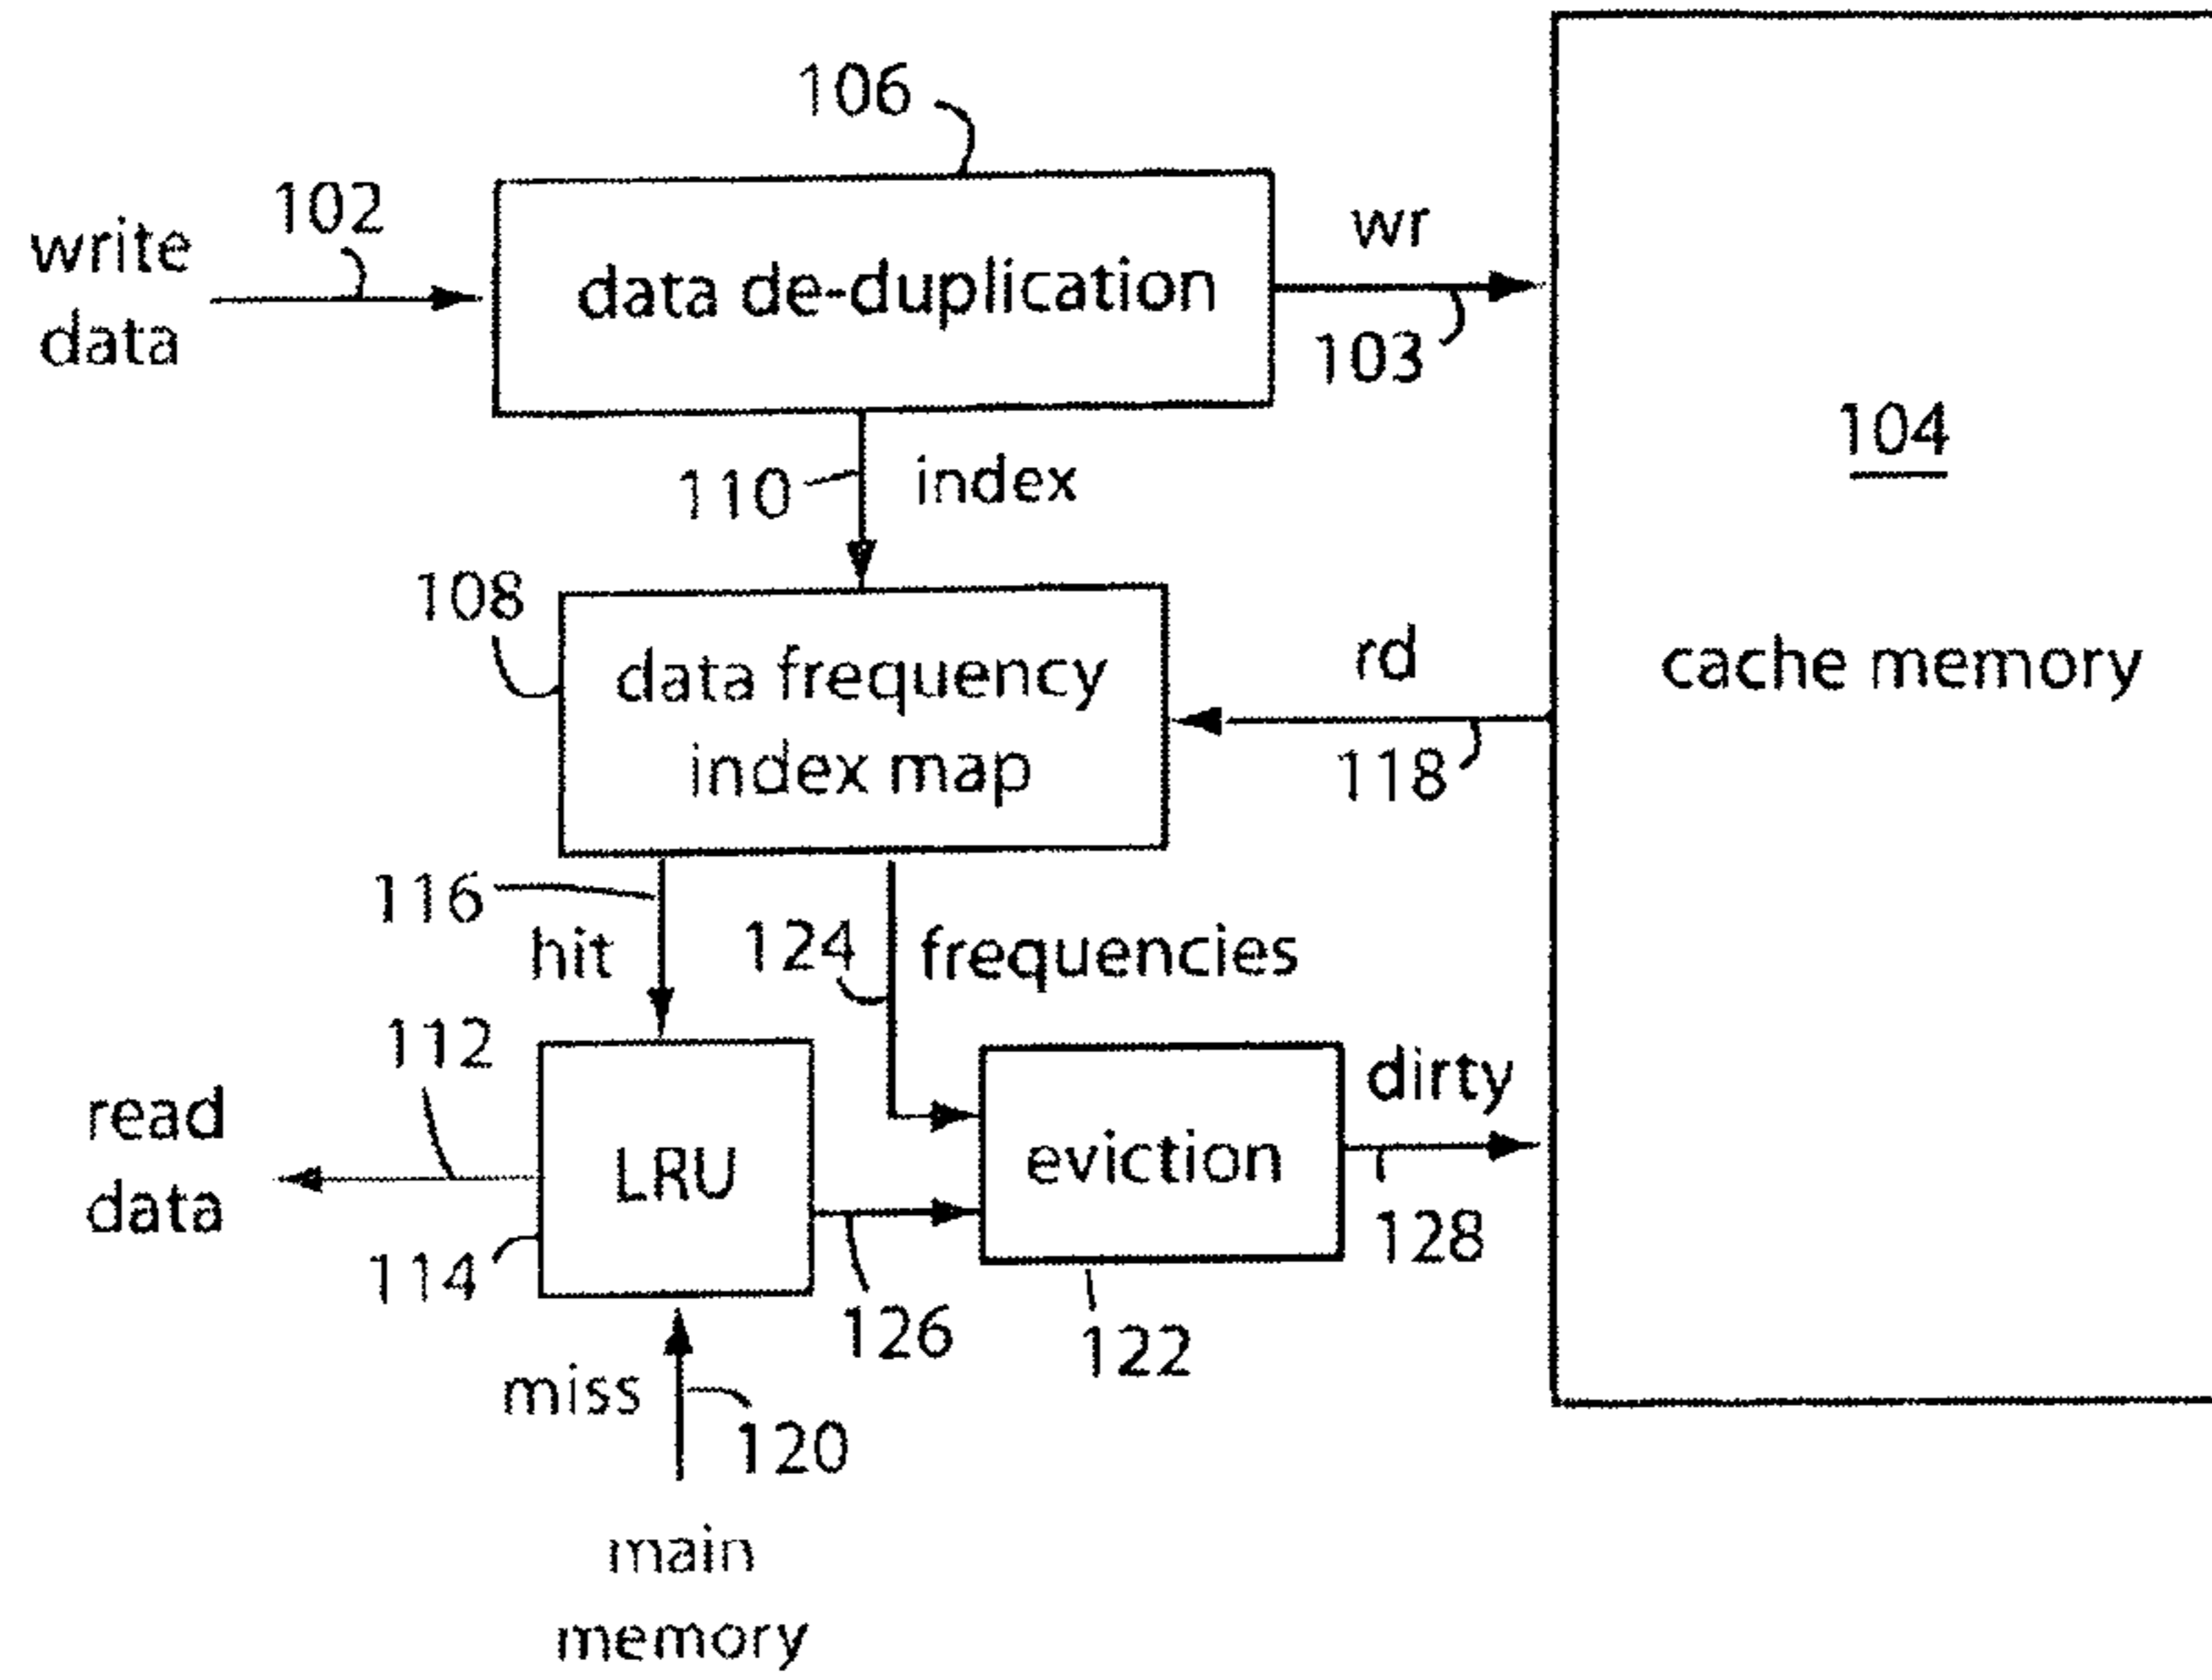 106
102
write
data
data de-duplication
wr
103
104
110
index
108
data frequency
index map
rd
118
cache memory
116
hit
124
frequencies
112
read
data
114
LRU
126
eviction
122
dirty
128
miss
120
main
memory